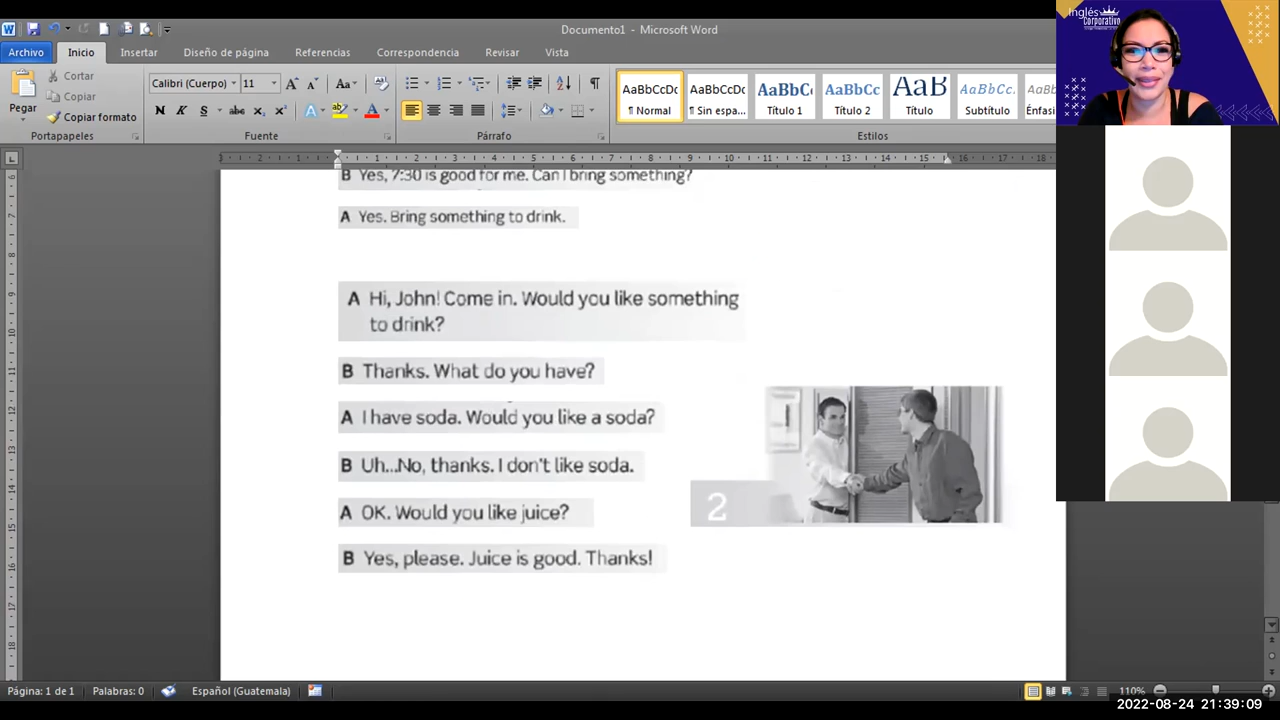 Documento1 - Microsoft Word
Archivo Inicio Insertar Diseño de página Referencias Correspondencia Revisar Vista
Pegar
Cortar
Copiar
Copiar formato
Portapapeles
Calibri (Cuerpo) 11
Fuente
Párrafo
AaBbCcDc AaBbCcDc AaBbCc AaBbCc AaB AaBbCc.
¶ Normal ¶ Sin espa... Título 1 Título 2 Título Subtítulo Énfasi
Estilos
Inglés
Corporativo
B Yes, 7:30 is good for me. Can I bring something?
A Yes. Bring something to drink.
A Hi, John! Come in. Would you like something
to drink?
B Thanks. What do you have?
A I have soda. Would you like a soda?
B Uh...No, thanks. I don't like soda.
A OK. Would you like juice?
B Yes, please. Juice is good. Thanks!
2
Página: 1 de 1 Palabras: 0 Español (Guatemala) 110%
2022-08-24 21:39:09